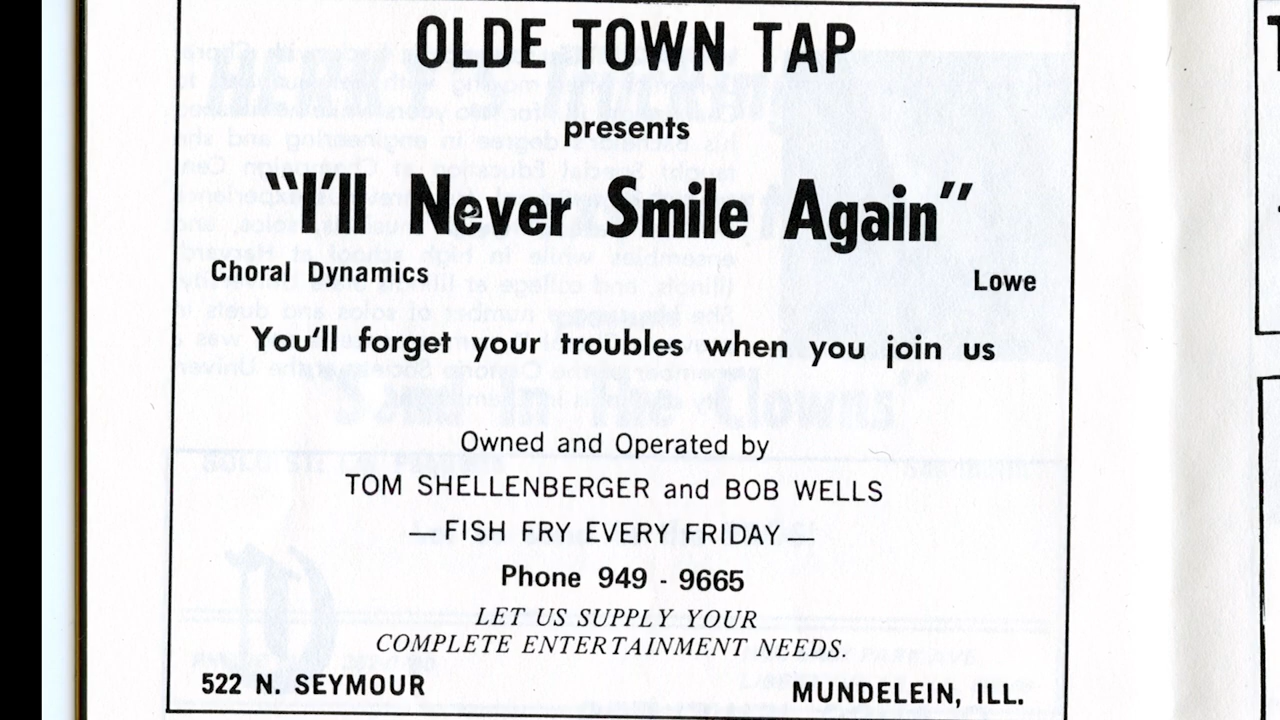 OLDE TOWN TAP
presents
"I'll Never Smile Again"
Choral Dynamics Lowe
You'll forget your troubles when you join us
Owned and Operated by
TOM SHELLENBERGER and BOB WELLS
— FISH FRY EVERY FRIDAY —
Phone 949 - 9665
LET US SUPPLY YOUR
COMPLETE ENTERTAINMENT NEEDS.
522 N. SEYMOUR MUNDELEIN, ILL.